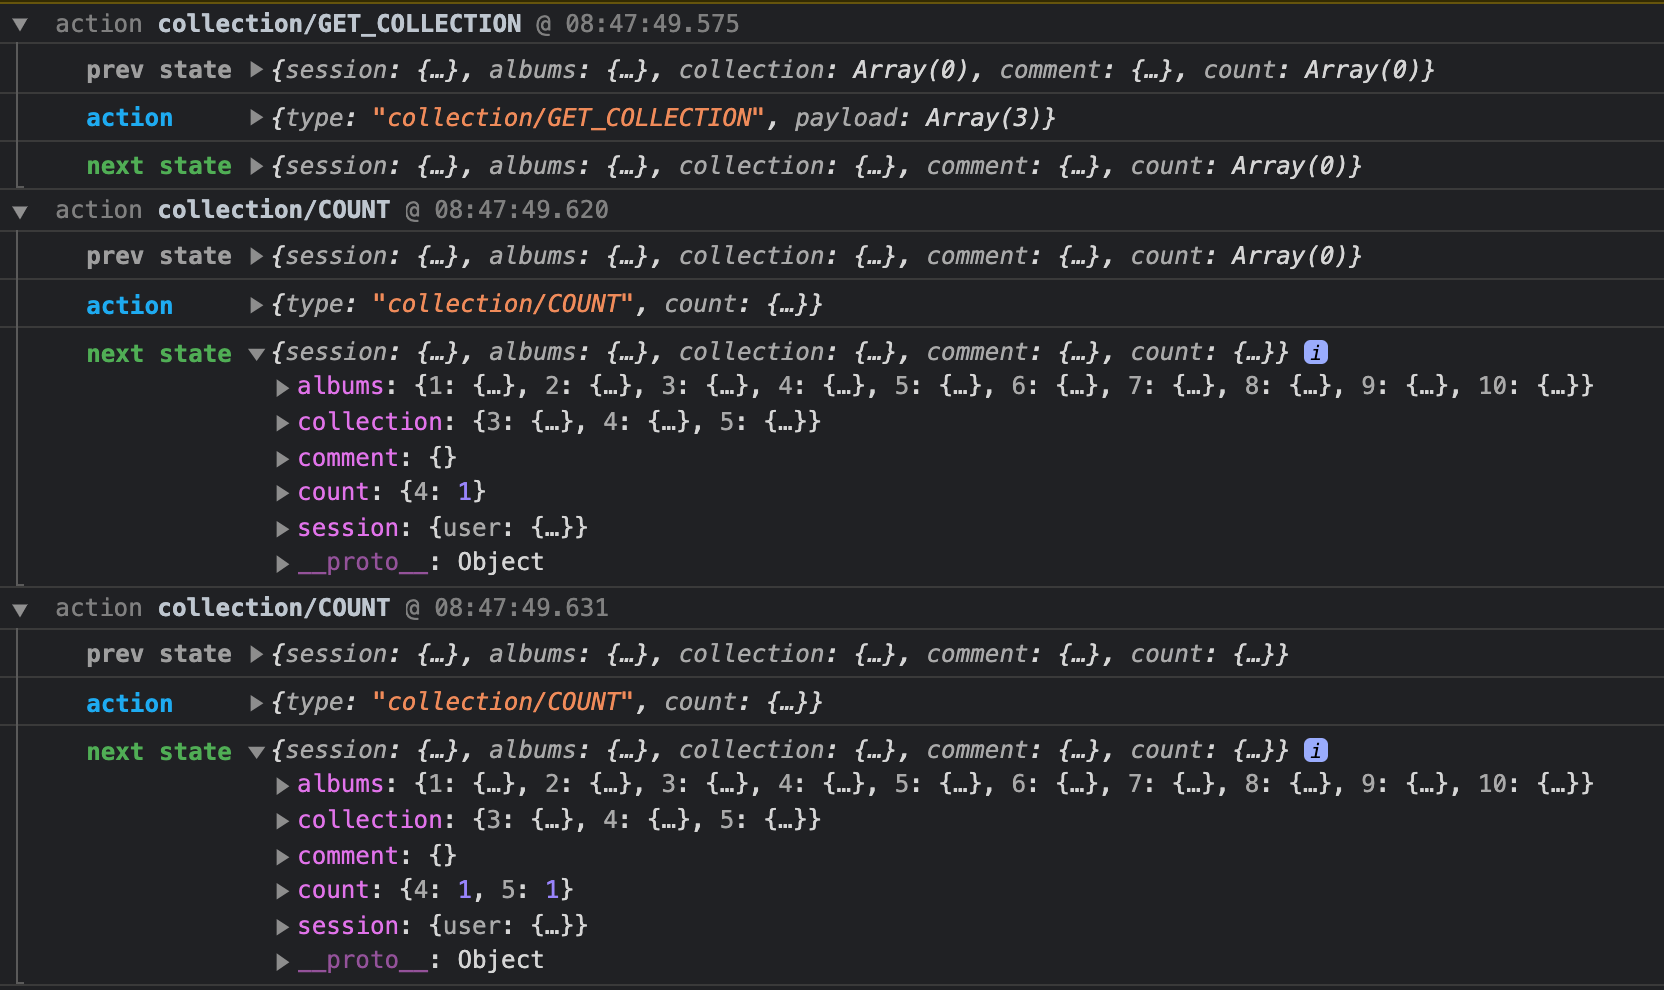 ▼ action collection/GET_COLLECTION @ 08:47:49.575
prev state ▶{session: {…}, albums: {…}, collection: Array(0), comment: {…}, count: Array(0)}
action ▶{type: "collection/GET_COLLECTION", payload: Array(3)}
next state ▶{session: {…}, albums: {…}, collection: {…}, comment: {…}, count: Array(0)}
▼ action collection/COUNT @ 08:47:49.620
prev state ▶{session: {…}, albums: {…}, collection: {…}, comment: {…}, count: Array(0)}
action ▶{type: "collection/COUNT", count: {…}}
next state ▼{session: {…}, albums: {…}, collection: {…}, comment: {…}, count: {…}} i
▶albums: {1: {…}, 2: {…}, 3: {…}, 4: {…}, 5: {…}, 6: {…}, 7: {…}, 8: {…}, 9: {…}, 10: {…}}
▶collection: {3: {…}, 4: {…}, 5: {…}}
▶comment: {}
▶count: {4: 1}
▶session: {user: {…}}
▶__proto__: Object
▼ action collection/COUNT @ 08:47:49.631
prev state ▶{session: {…}, albums: {…}, collection: {…}, comment: {…}, count: {…}}
action ▶{type: "collection/COUNT", count: {…}}
next state ▼{session: {…}, albums: {…}, collection: {…}, comment: {…}, count: {…}} i
▶albums: {1: {…}, 2: {…}, 3: {…}, 4: {…}, 5: {…}, 6: {…}, 7: {…}, 8: {…}, 9: {…}, 10: {…}}
▶collection: {3: {…}, 4: {…}, 5: {…}}
▶comment: {}
▶count: {4: 1, 5: 1}
▶session: {user: {…}}
▶__proto__: Object